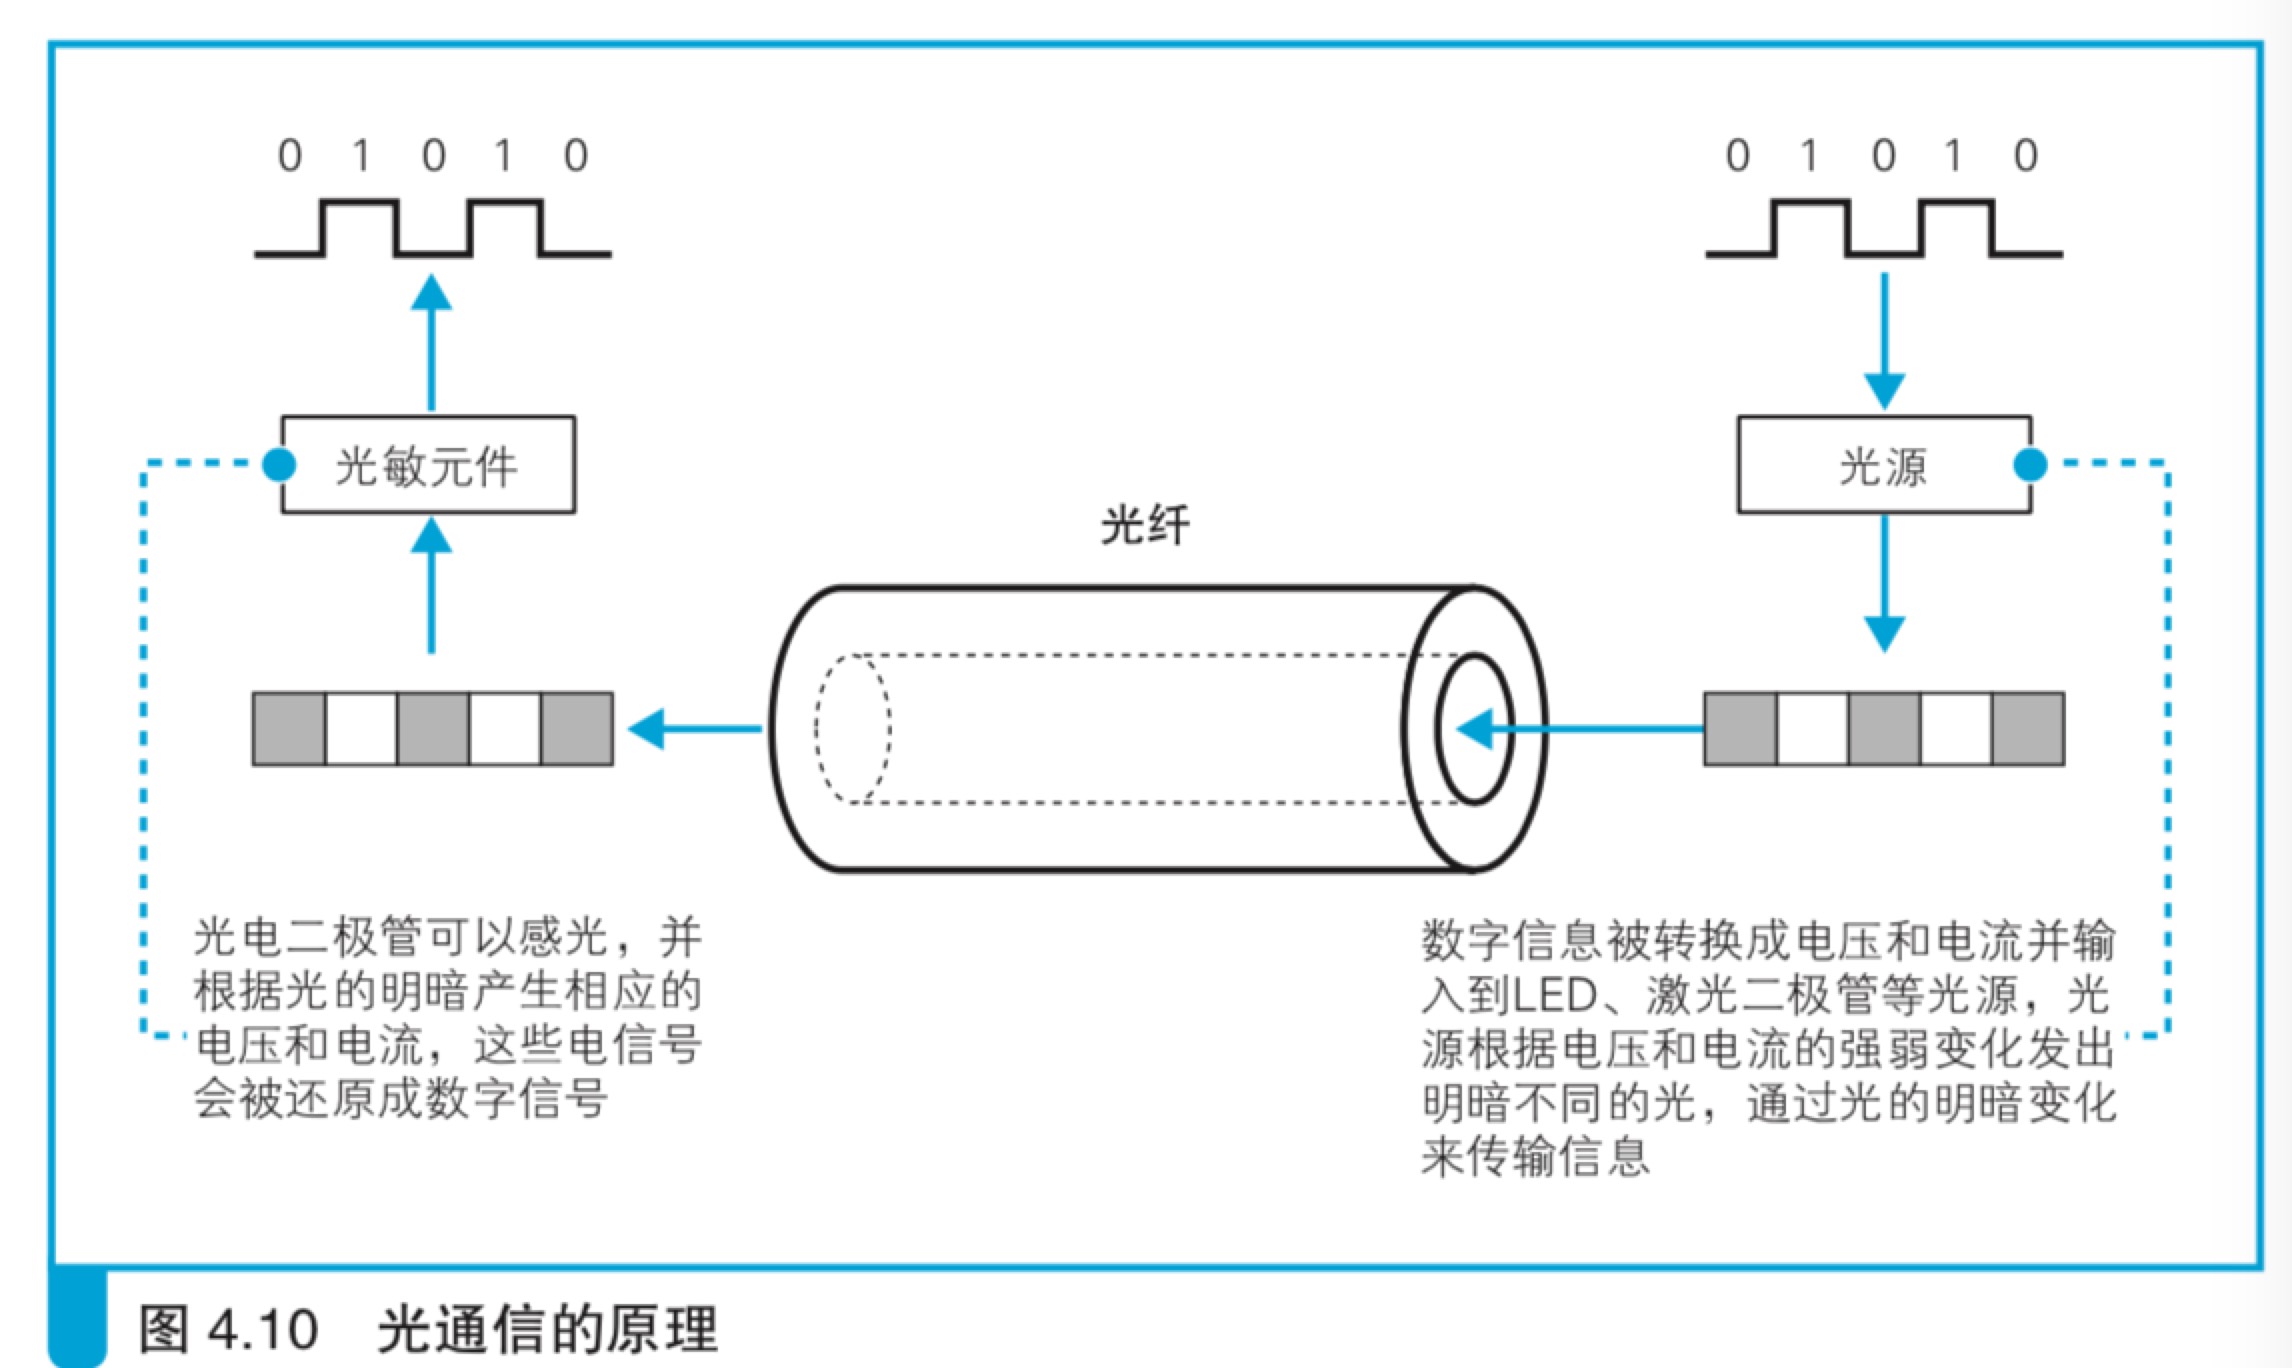 0 1 0 1 0
0 1 0 1 0
光敏元件
光源
光纤
光电二极管可以感光，并
根据光的明暗产生相应的
电压和电流，这些电信号
会被还原成数字信号
数字信息被转换成电压和电流并输
入到LED、激光二极管等光源，光
源根据电压和电流的强弱变化发出
明暗不同的光，通过光的明暗变化
来传输信息
图 4.10 光通信的原理